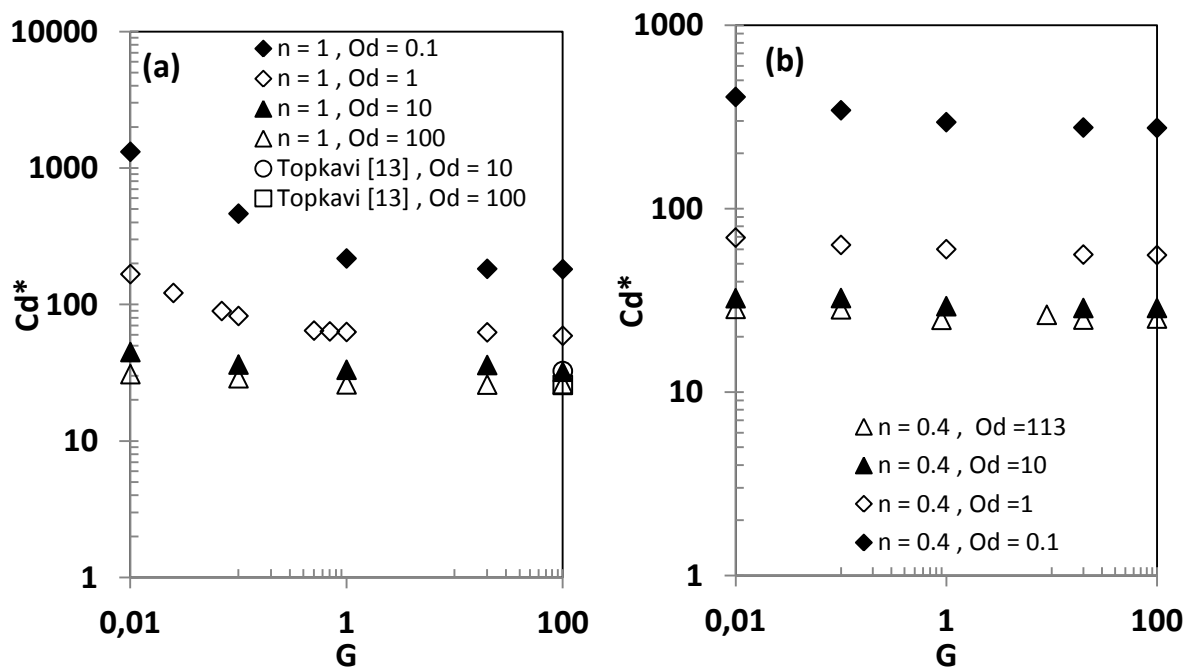 (a)
10000
1000
100
10
1
Cd*
n = 1 , Od = 0.1
n = 1 , Od = 1
n = 1 , Od = 10
n = 1 , Od = 100
Topkavi [13] , Od = 10
Topkavi [13] , Od = 100
0,01
1
100
G
(b)
1000
100
10
1
Cd*
n = 0.4 , Od =113
n = 0.4 , Od =10
n = 0.4 , Od =1
n = 0.4 , Od = 0.1
0,01
1
100
G